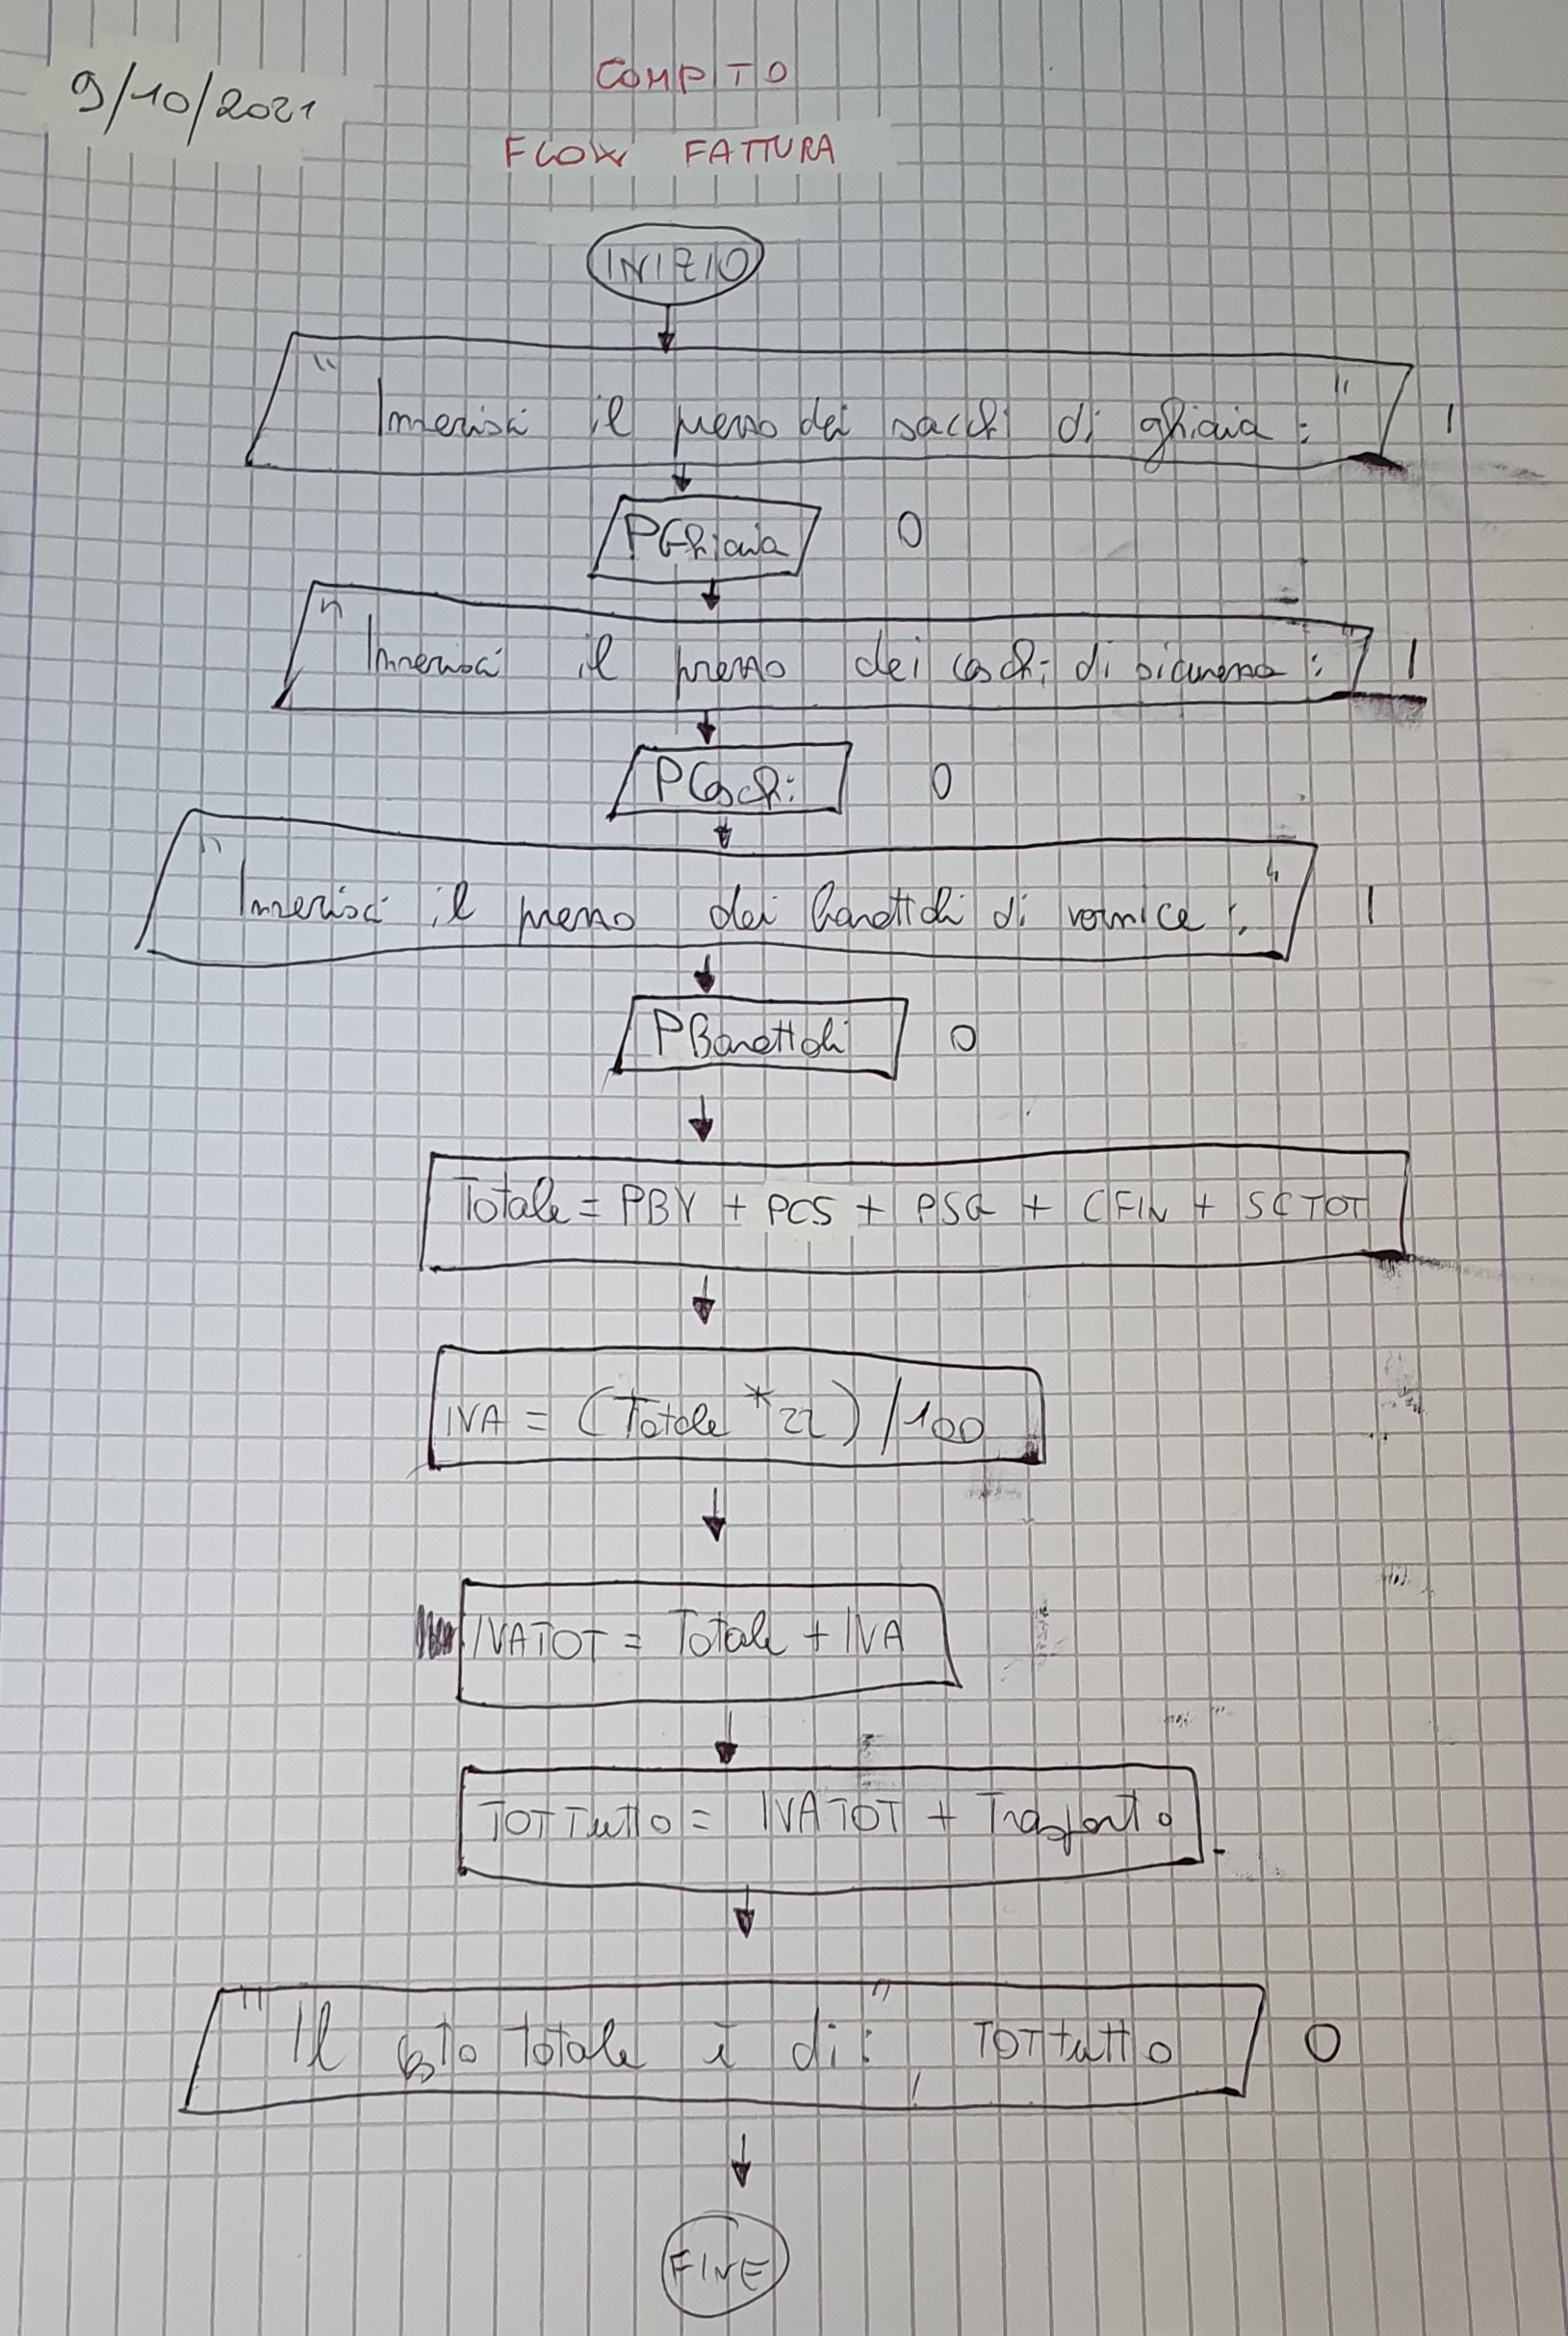 9/10/2021
COMPITO
FLOW FATTURA
INIZIO
"Inserisci il prezzo dei sacchi di ghiaia:" I
PGhiaia O
"Inserisci il prezzo dei caschi di sicurezza:" I
PCaschi O
"Inserisci il prezzo dei barattoli di vernice:" I
PBarattoli O
Totale = PBV + PCS + PSG + CFIN + SCTOT
IVA = (Totale * 22) / 100
IVATOT = Totale + IVA
TOTTutto = IVATOT + Trasporto
"Il costo totale è di:", TOTtutto O
FINE